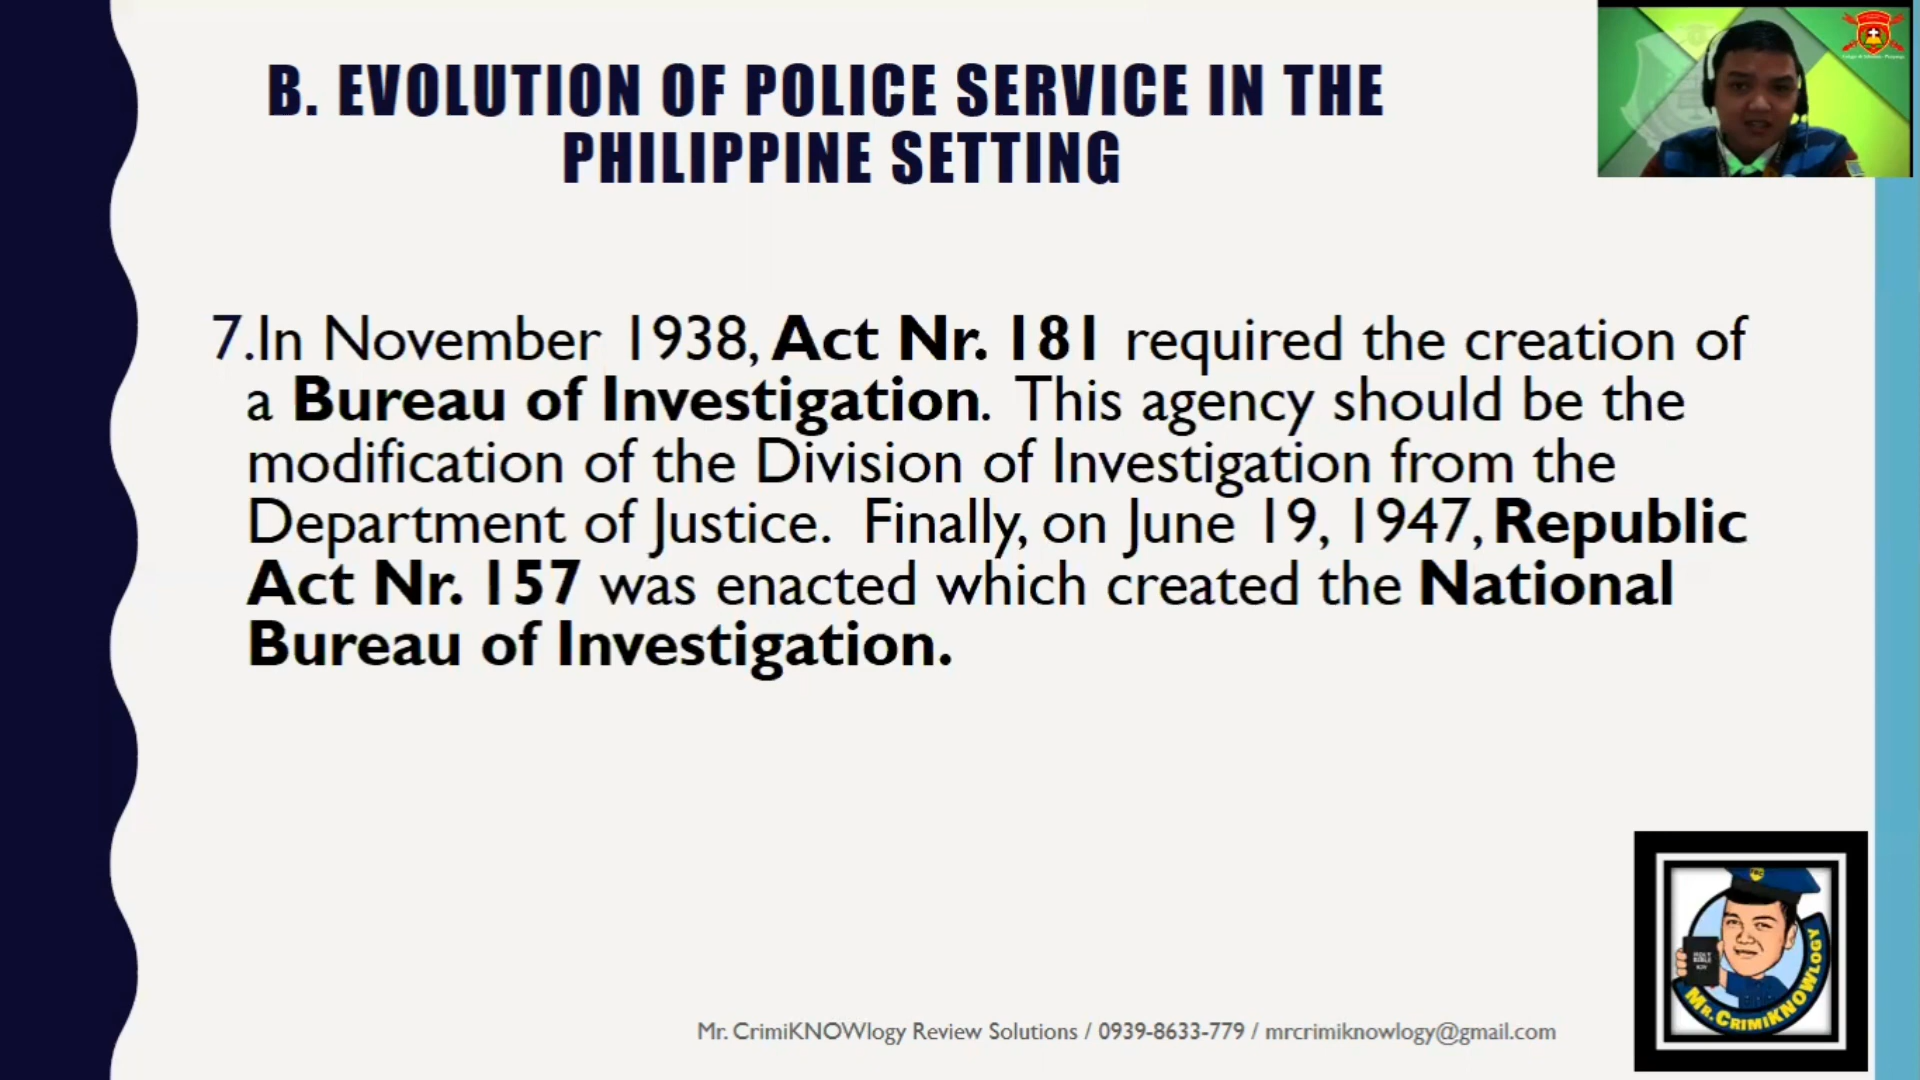 B. EVOLUTION OF POLICE SERVICE IN THE
PHILIPPINE SETTING
7.In November 1938, Act Nr. 181 required the creation of
a Bureau of Investigation. This agency should be the
modification of the Division of Investigation from the
Department of Justice. Finally, on June 19, 1947, Republic
Act Nr. 157 was enacted which created the National
Bureau of Investigation.
HOLY
BIBLE
KJV
MR. CRIMIKNOWLOGY
Mr. CrimiKNOWlogy Review Solutions / 0939-8633-779 / mrcrimiknowlogy@gmail.com